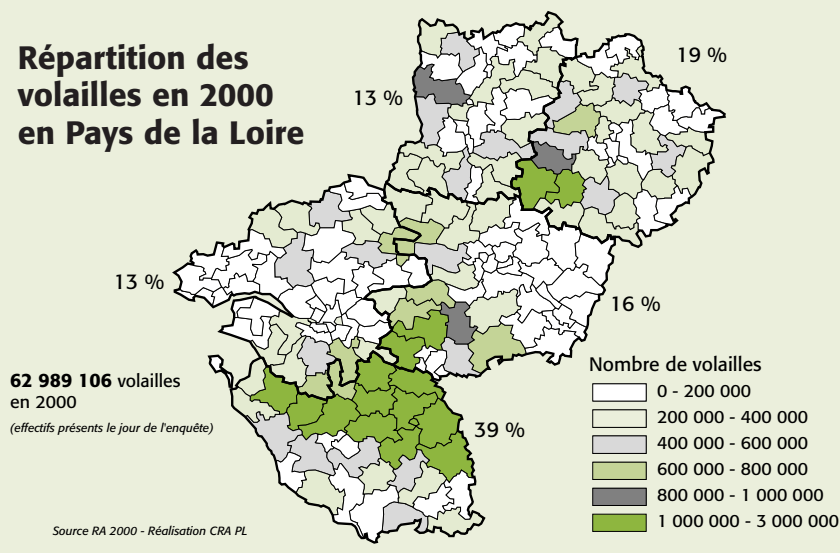 Répartition des
volailles en 2000
en Pays de la Loire
19 %
13 %
13 %
16 %
39 %
62 989 106 volailles
en 2000
(effectifs présents le jour de l'enquête)
Nombre de volailles
0 - 200 000
200 000 - 400 000
400 000 - 600 000
600 000 - 800 000
800 000 - 1 000 000
1 000 000 - 3 000 000
Source RA 2000 - Réalisation CRA PL